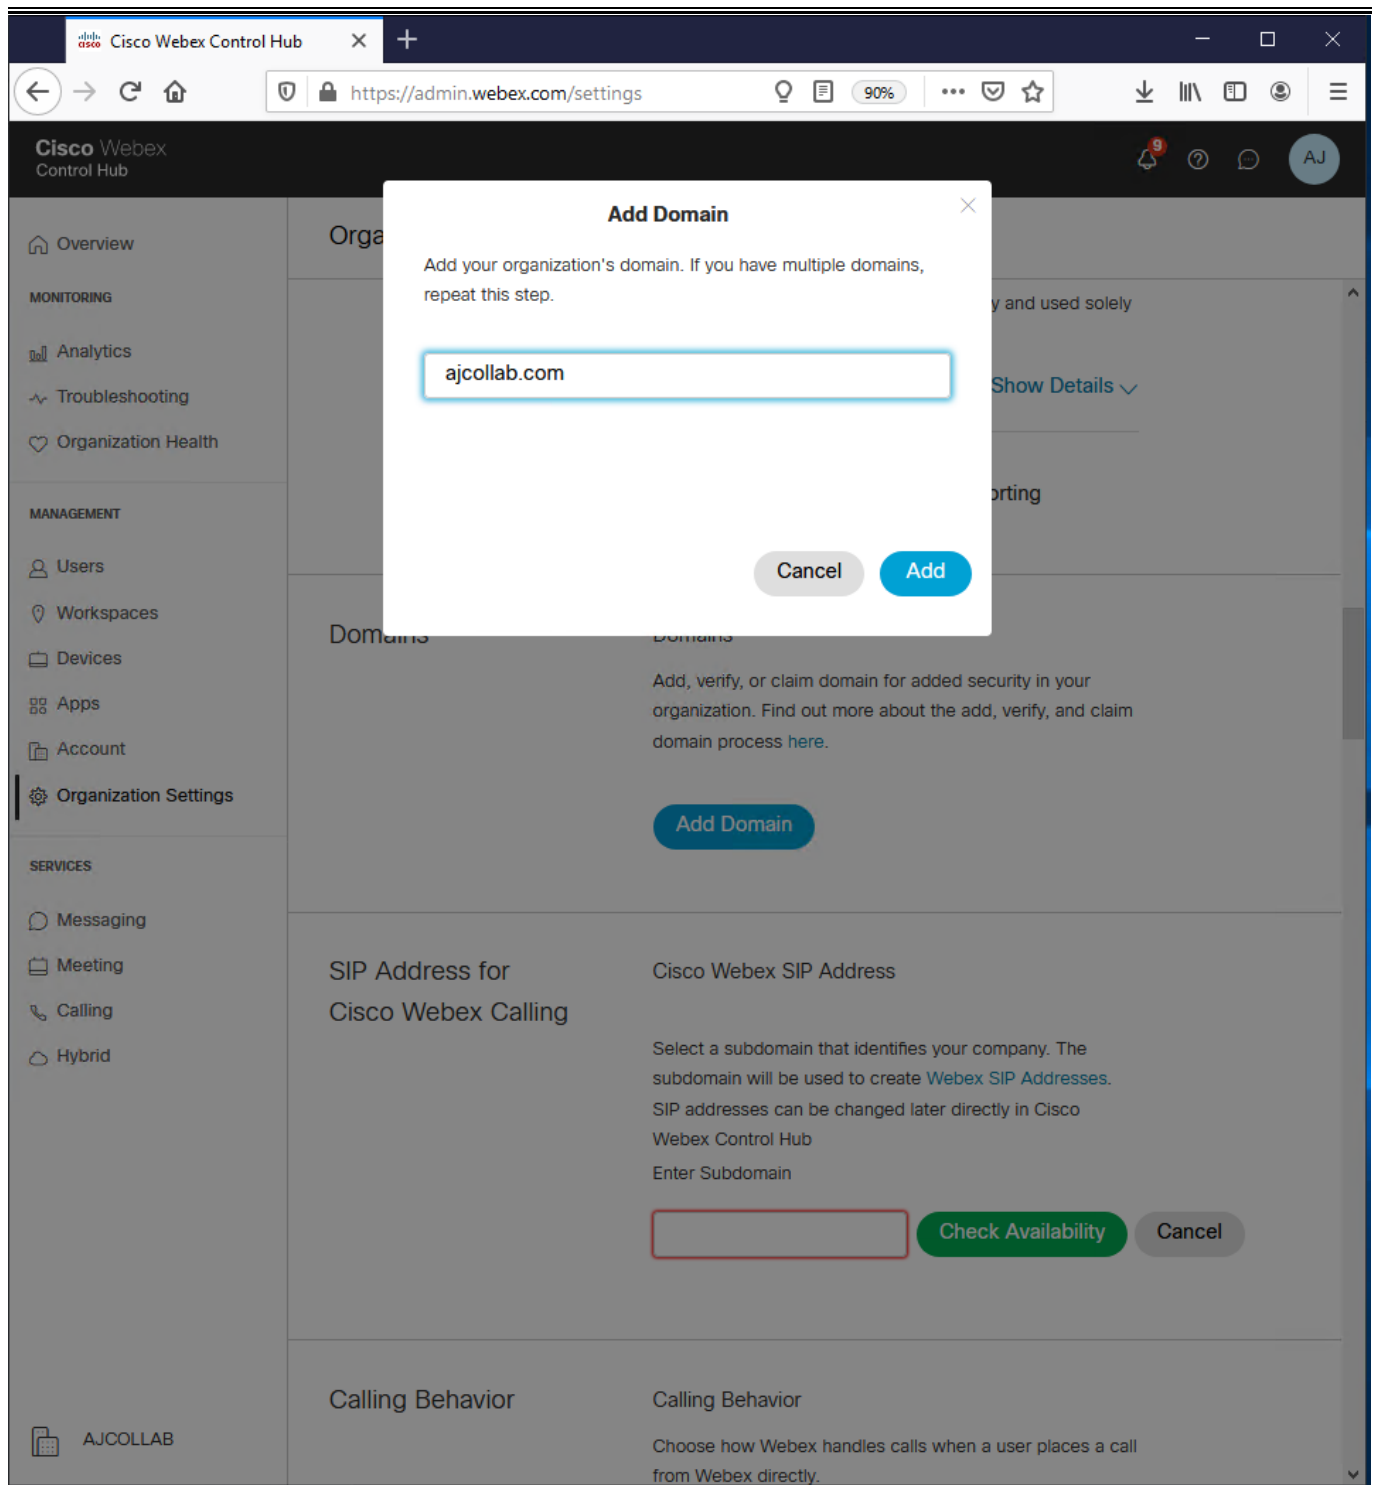 Cisco Webex Control Hub
https://admin.webex.com/settings
90%
Cisco Webex
Control Hub
9
AJ
Overview
MONITORING
Analytics
Troubleshooting
Organization Health
MANAGEMENT
Users
Workspaces
Devices
Apps
Account
Organization Settings
SERVICES
Messaging
Meeting
Calling
Hybrid
AJCOLLAB
Orga
Add Domain
Add your organization's domain. If you have multiple domains,
repeat this step.
ajcollab.com
Cancel
Add
y and used solely
Show Details
orting
Domains
Domains
Add, verify, or claim domain for added security in your
organization. Find out more about the add, verify, and claim
domain process here.
Add Domain
SIP Address for
Cisco Webex Calling
Cisco Webex SIP Address
Select a subdomain that identifies your company. The
subdomain will be used to create Webex SIP Addresses.
SIP addresses can be changed later directly in Cisco
Webex Control Hub
Enter Subdomain
Check Availability
Cancel
Calling Behavior
Calling Behavior
Choose how Webex handles calls when a user places a call
from Webex directly.